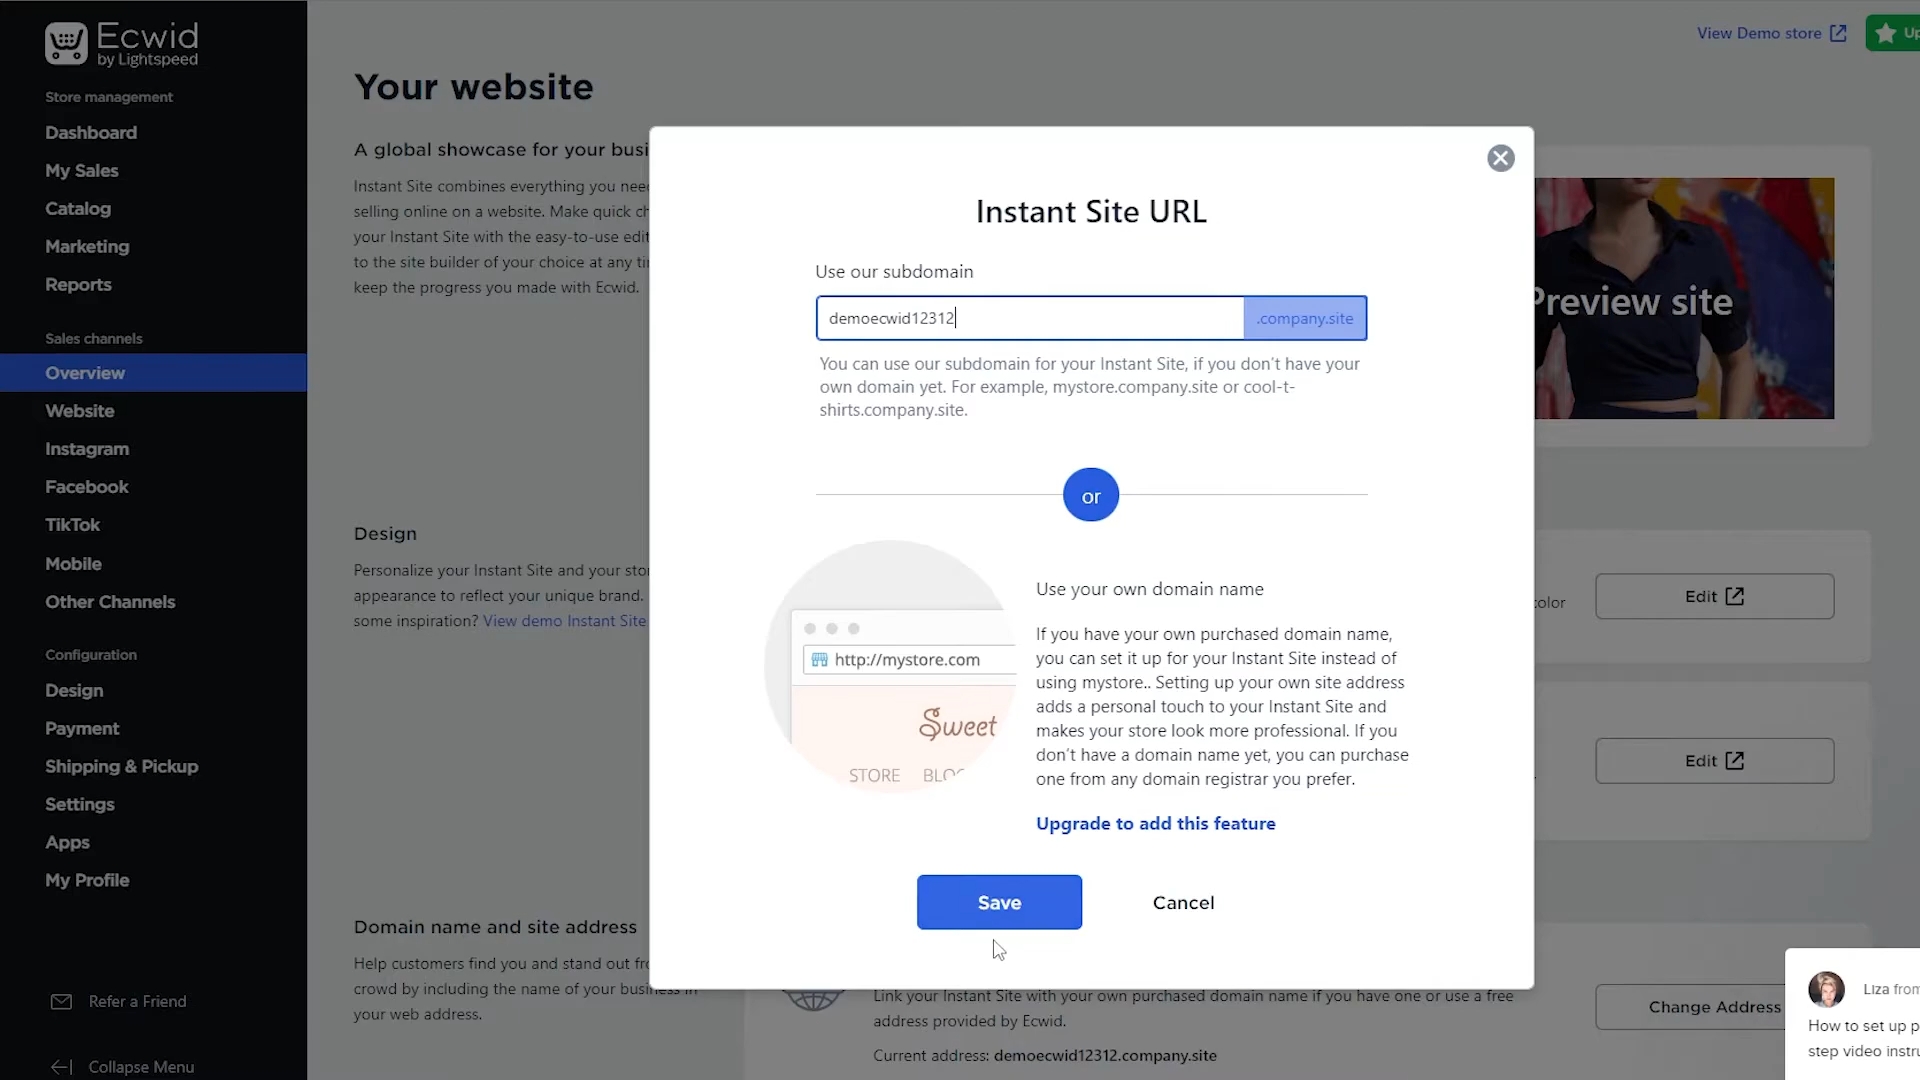 Ecwid
by Lightspeed
Store management
Dashboard
My Sales
Catalog
Marketing
Reports
Sales channels
Overview
Website
Instagram
Facebook
TikTok
Mobile
Other Channels
Configuration
Design
Payment
Shipping & Pickup
Settings
Apps
My Profile
Refer a Friend
Collapse Menu
View Demo store
Up
Your website
A global showcase for your busi
Instant Site combines everything you nee
selling online on a website. Make quick ch
your Instant Site with the easy-to-use edit
to the site builder of your choice at any ti
keep the progress you made with Ecwid.
Preview site
Design
Personalize your Instant Site and your sto
appearance to reflect your unique brand.
some inspiration? View demo Instant Site
color
Edit
Edit
Domain name and site address
Help customers find you and stand out fr
crowd by including the name of your business in
your web address.
Link your Instant Site with your own purchased domain name if you have one or use a free
address provided by Ecwid.
Current address: demoecwid12312.company.site
Change Address
Instant Site URL
Use our subdomain
demoecwid12312
.company.site
You can use our subdomain for your Instant Site, if you don't have your
own domain yet. For example, mystore.company.site or cool-t-
shirts.company.site.
or
http://mystore.com
Sweet
STORE BLOG
Use your own domain name
If you have your own purchased domain name,
you can set it up for your Instant Site instead of
using mystore.. Setting up your own site address
adds a personal touch to your Instant Site and
makes your store look more professional. If you
don't have a domain name yet, you can purchase
one from any domain registrar you prefer.
Upgrade to add this feature
Save
Cancel
Liza from
How to set up p
step video instru